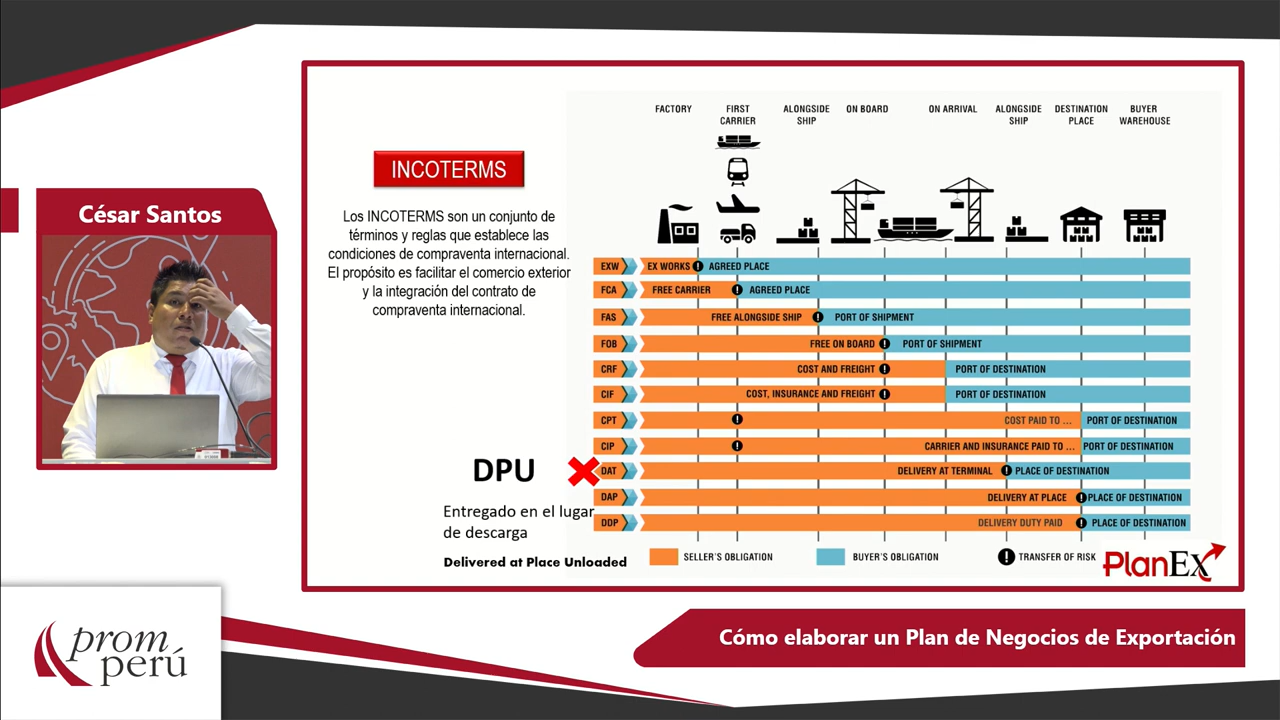 César Santos
INCOTERMS
Los INCOTERMS son un conjunto de
términos y reglas que establece las
condiciones de compraventa internacional.
El propósito es facilitar el comercio exterior
y la integración del contrato de
compraventa internacional.
FACTORY
FIRST
CARRIER
ALONGSIDE
SHIP
ON BOARD
ON ARRIVAL
ALONGSIDE
SHIP
DESTINATION
PLACE
BUYER
WAREHOUSE
EXW EX WORKS AGREED PLACE
FCA FREE CARRIER AGREED PLACE
FAS FREE ALONGSIDE SHIP PORT OF SHIPMENT
FOB FREE ON BOARD PORT OF SHIPMENT
CRF COST AND FREIGHT PORT OF DESTINATION
CIF COST, INSURANCE AND FREIGHT PORT OF DESTINATION
CPT COST PAID TO ... PORT OF DESTINATION
CIP CARRIER AND INSURANCE PAID TO ... PORT OF DESTINATION
DAT DELIVERY AT TERMINAL PLACE OF DESTINATION
DAP DELIVERY AT PLACE PLACE OF DESTINATION
DDP DELIVERY DUTY PAID PLACE OF DESTINATION
DPU
Entregado en el lugar
de descarga
Delivered at Place Unloaded
SELLER'S OBLIGATION
BUYER'S OBLIGATION
TRANSFER OF RISK
PlanEX
Cómo elaborar un Plan de Negocios de Exportación
prom
perú